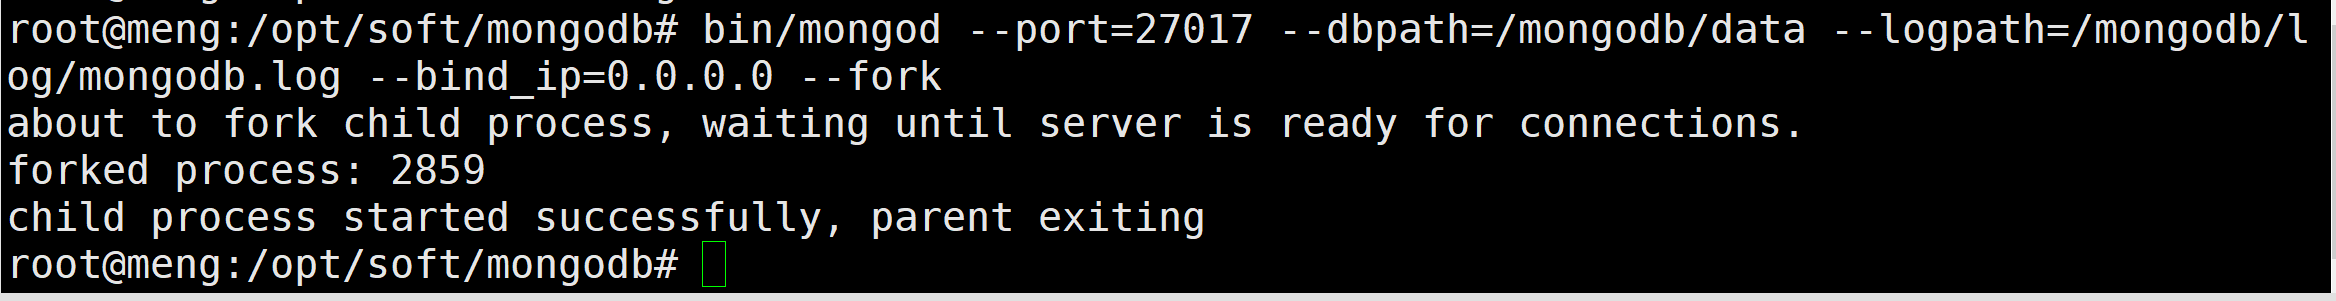 root@meng:/opt/soft/mongodb# bin/mongod --port=27017 --dbpath=/mongodb/data --logpath=/mongodb/l
og/mongodb.log --bind_ip=0.0.0.0 --fork
about to fork child process, waiting until server is ready for connections.
forked process: 2859
child process started successfully, parent exiting
root@meng:/opt/soft/mongodb#